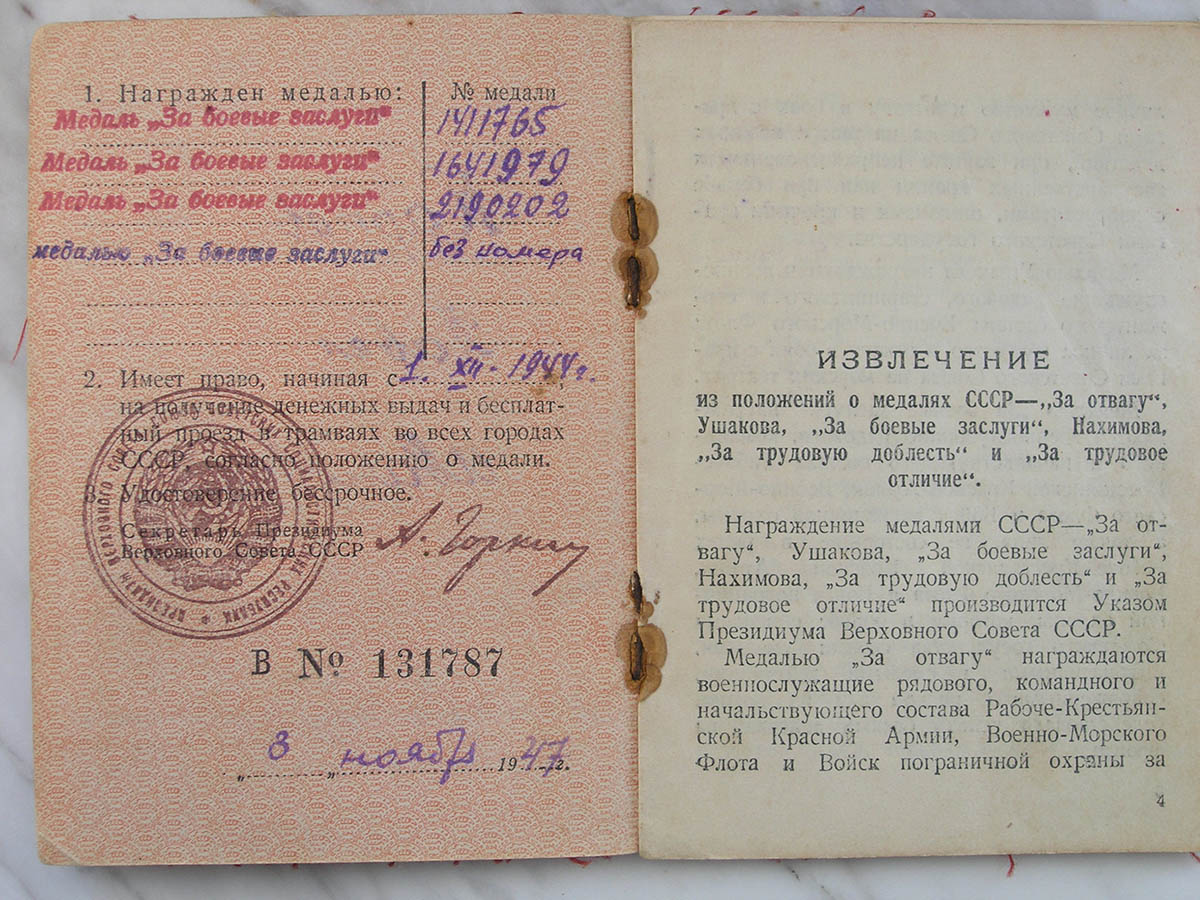 1. Награжден медалью:
№ медали
Медаль „За боевые заслуги“
1411765
Медаль „За боевые заслуги“
1641979
Медаль „За боевые заслуги“
2190202
медалью „За боевые заслуги“
без номера
2. Имеет право, начиная с 1. XII. 1944 г.,
на получение денежных выдач и бесплат-
ный проезд в трамваях во всех городах
СССР, согласно положению о медали.
3. Удостоверение бессрочное.
Секретарь Президиума
Верховного Совета СССР
А. Горкин
В № 131787
„ 3 „ ноября 1947 г.
ИЗВЛЕЧЕНИЕ
из положений о медалях СССР—„За отвагу“,
Ушакова, „За боевые заслуги“, Нахимова,
„За трудовую доблесть“ и „За трудовое
отличие“.
Награждение медалями СССР—„За от-
вагу“, Ушакова, „За боевые заслуги“,
Нахимова, „За трудовую доблесть“ и „За
трудовое отличие“ производится Указом
Президиума Верховного Совета СССР.
Медалью „За отвагу“ награждаются
военнослужащие рядового, командного и
начальствующего состава Рабоче-Крестьян-
ской Красной Армии, Военно-Морского
Флота и Войск пограничной охраны за
4